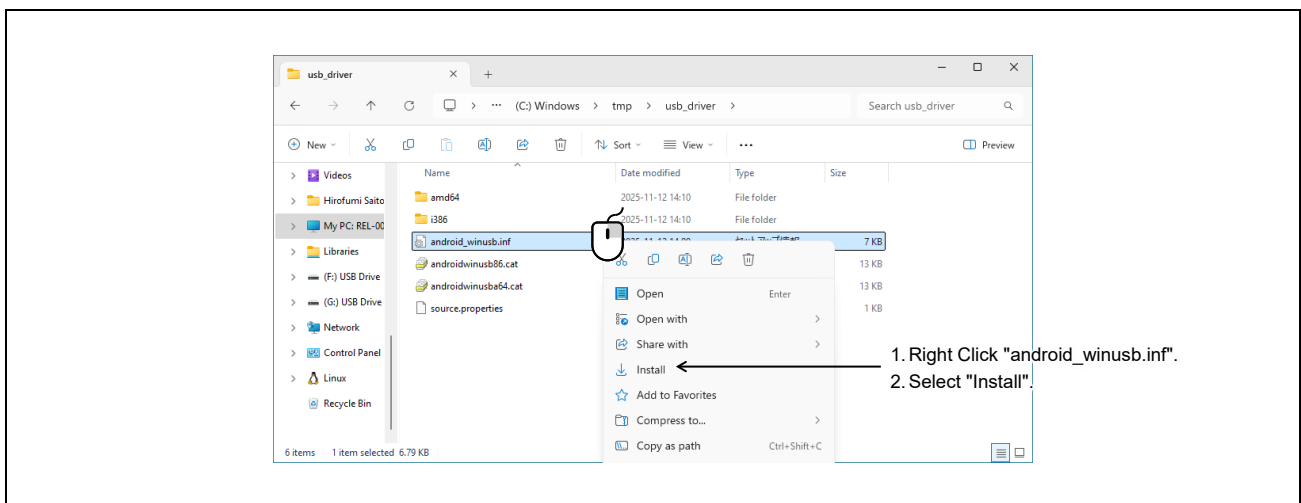 usb_driver
(C:) Windows > tmp > usb_driver >
Search usb_driver
New
Sort
View
Preview
Name
Date modified
Type
Size
Videos
amd64
2025-11-12 14:10
File folder
Hirofumi Saito
i386
2025-11-12 14:10
File folder
My PC: REL-00
android_winusb.inf
7 KB
Libraries
androidwinusb86.cat
13 KB
(F:) USB Drive
androidwinusba64.cat
13 KB
(G:) USB Drive
source.properties
1 KB
Network
Control Panel
Linux
Recycle Bin
Open
Enter
Open with
Share with
Install
Add to Favorites
Compress to...
Copy as path
Ctrl+Shift+C
1. Right Click "android_winusb.inf".
2. Select "Install".
6 items
1 item selected 6.79 KB